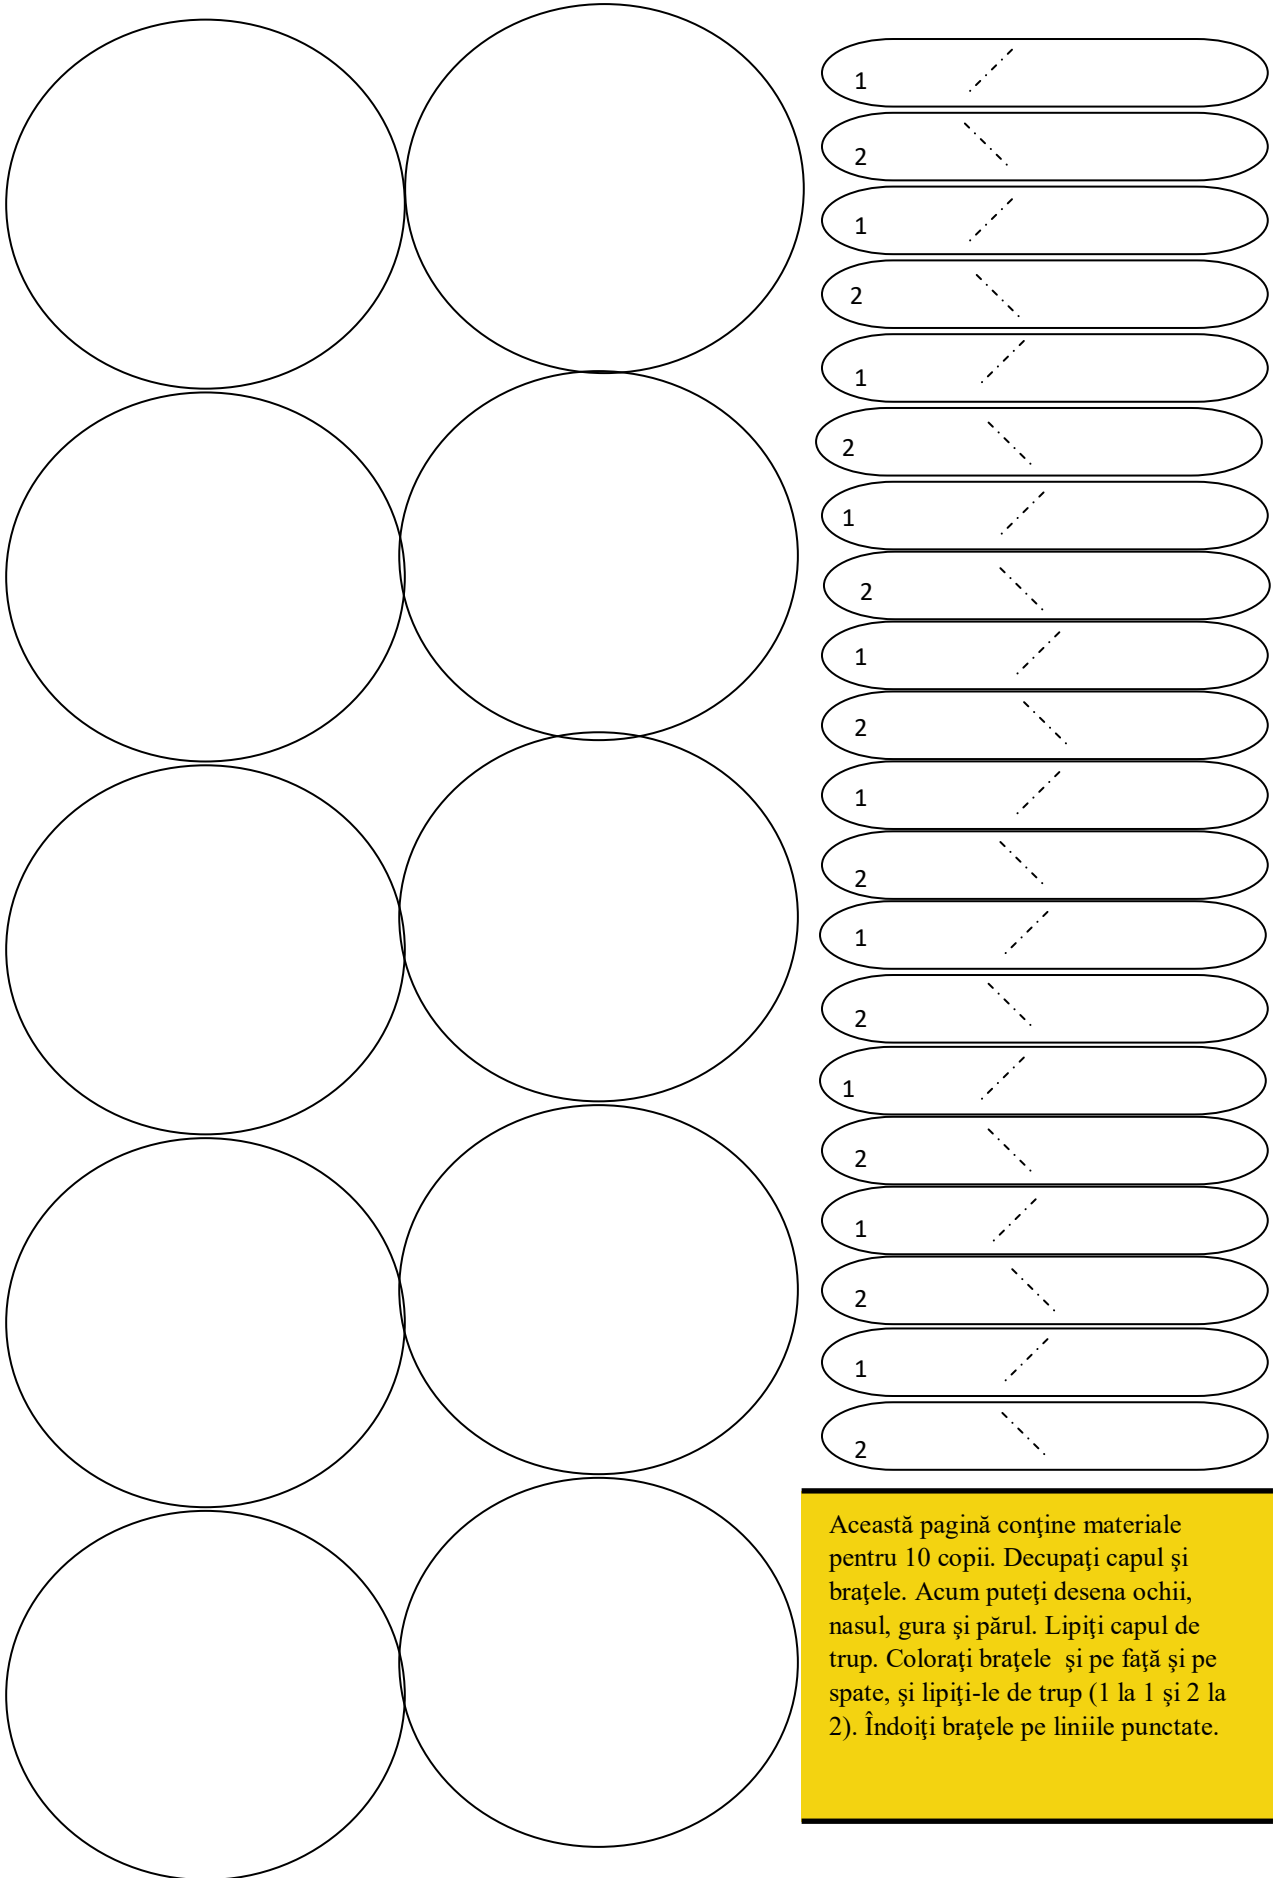 1
2
1
2
1
2
1
2
1
2
1
2
1
2
1
2
1
2
1
2
Această pagină conţine materiale
pentru 10 copii. Decupaţi capul şi
braţele. Acum puteţi desena ochii,
nasul, gura şi părul. Lipiţi capul de
trup. Coloraţi braţele  şi pe faţă şi pe
spate, şi lipiţi-le de trup (1 la 1 şi 2 la
2). Îndoiţi braţele pe liniile punctate.